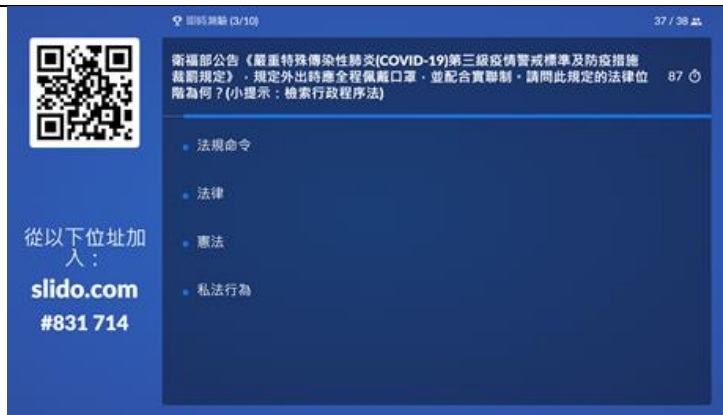 即時測驗 (3/10)
37 / 38
衛福部公告《嚴重特殊傳染性肺炎(COVID-19)第三級疫情警戒標準及防疫措施
裁罰規定》，規定外出時應全程佩戴口罩，並配合實聯制。請問此規定的法律位
階為何？(小提示：檢索行政程序法)
87
法規命令
法律
憲法
私法行為
從以下位址加
入：
slido.com
#831 714